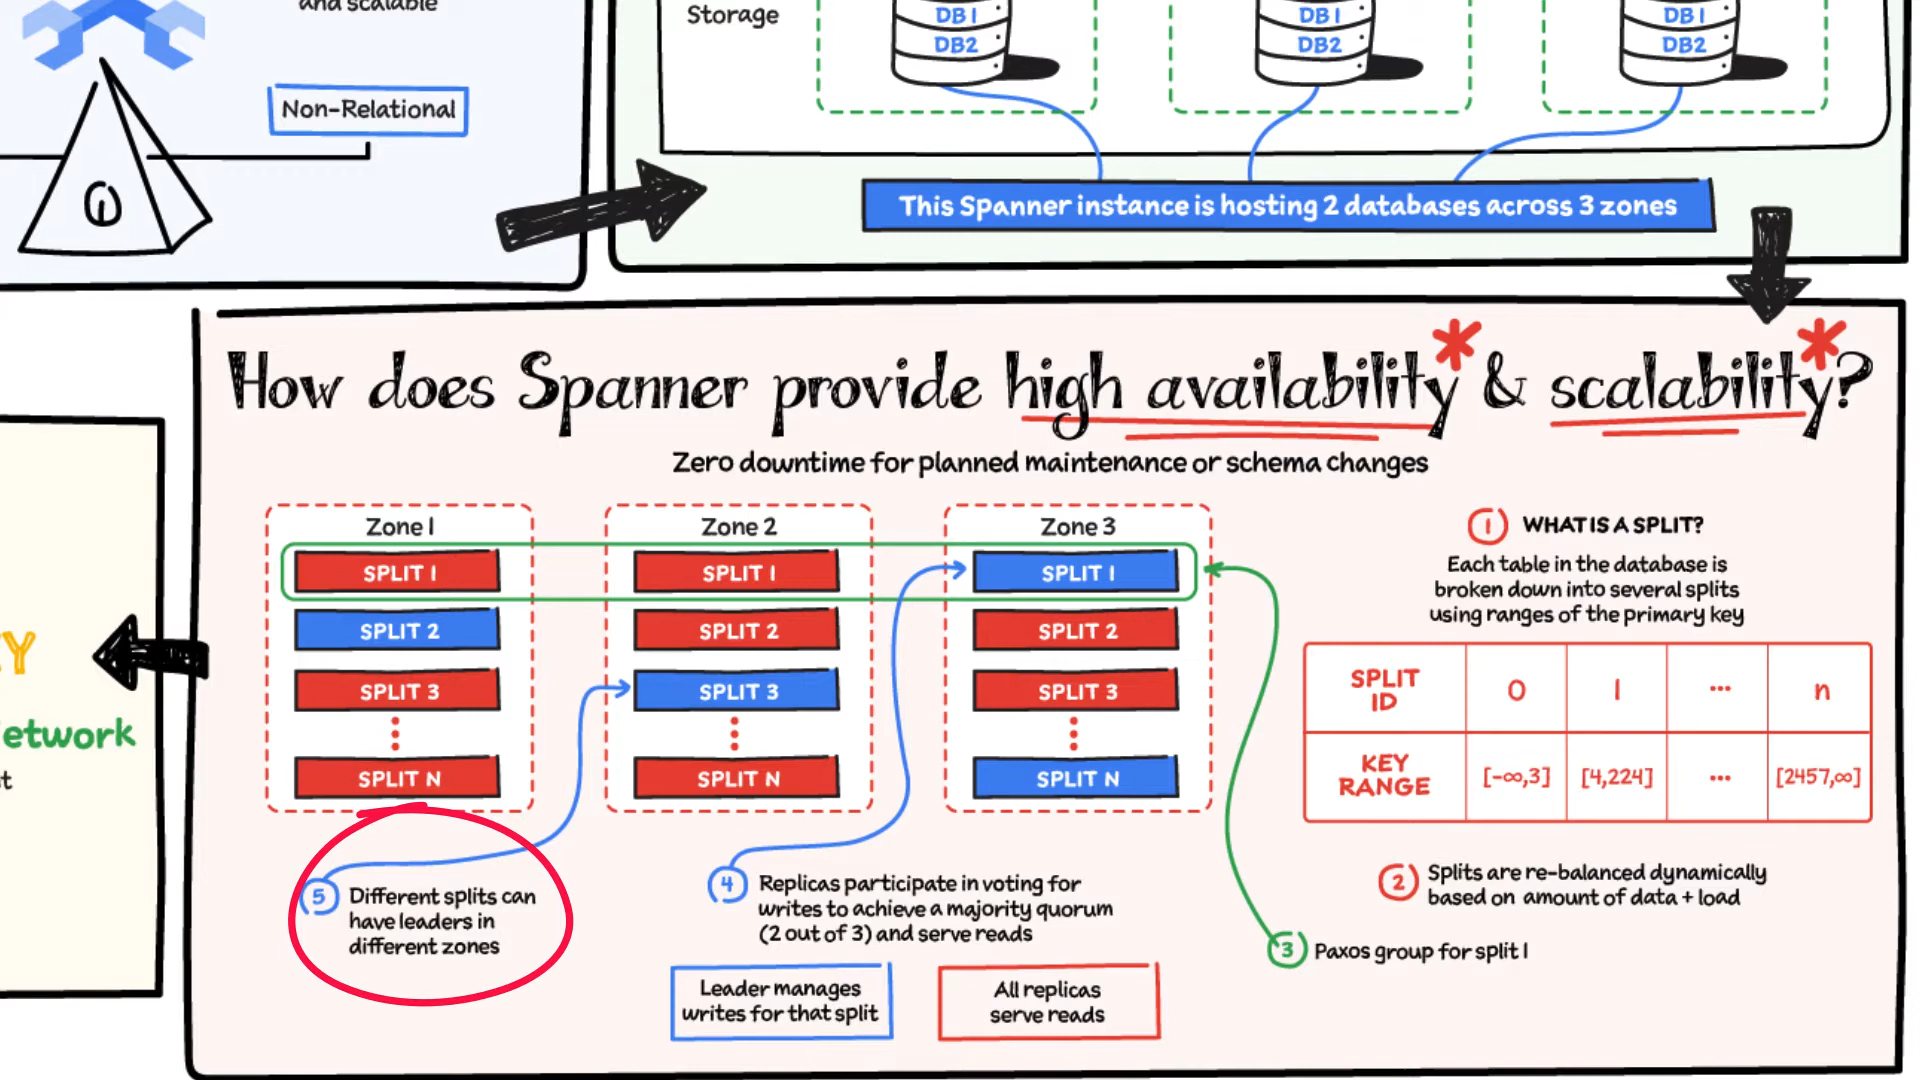 and scalable
Non-Relational
Storage
DB1
DB2
DB1
DB2
DB1
DB2
This Spanner instance is hosting 2 databases across 3 zones
How does Spanner provide high availability* & scalability*?
Zero downtime for planned maintenance or schema changes
Zone 1
SPLIT 1
SPLIT 2
SPLIT 3
SPLIT N
Zone 2
SPLIT 1
SPLIT 2
SPLIT 3
SPLIT N
Zone 3
SPLIT 1
SPLIT 2
SPLIT 3
SPLIT N
1 WHAT IS A SPLIT?
Each table in the database is
broken down into several splits
using ranges of the primary key
SPLIT ID 0 1 ... n
KEY RANGE [-∞,3] [4,224] ... [2457,∞]
2 Splits are re-balanced dynamically
based on amount of data + load
3 Paxos group for split 1
4 Replicas participate in voting for
writes to achieve a majority quorum
(2 out of 3) and serve reads
5 Different splits can
have leaders in
different zones
Leader manages
writes for that split
All replicas
serve reads
Y
etwork
t